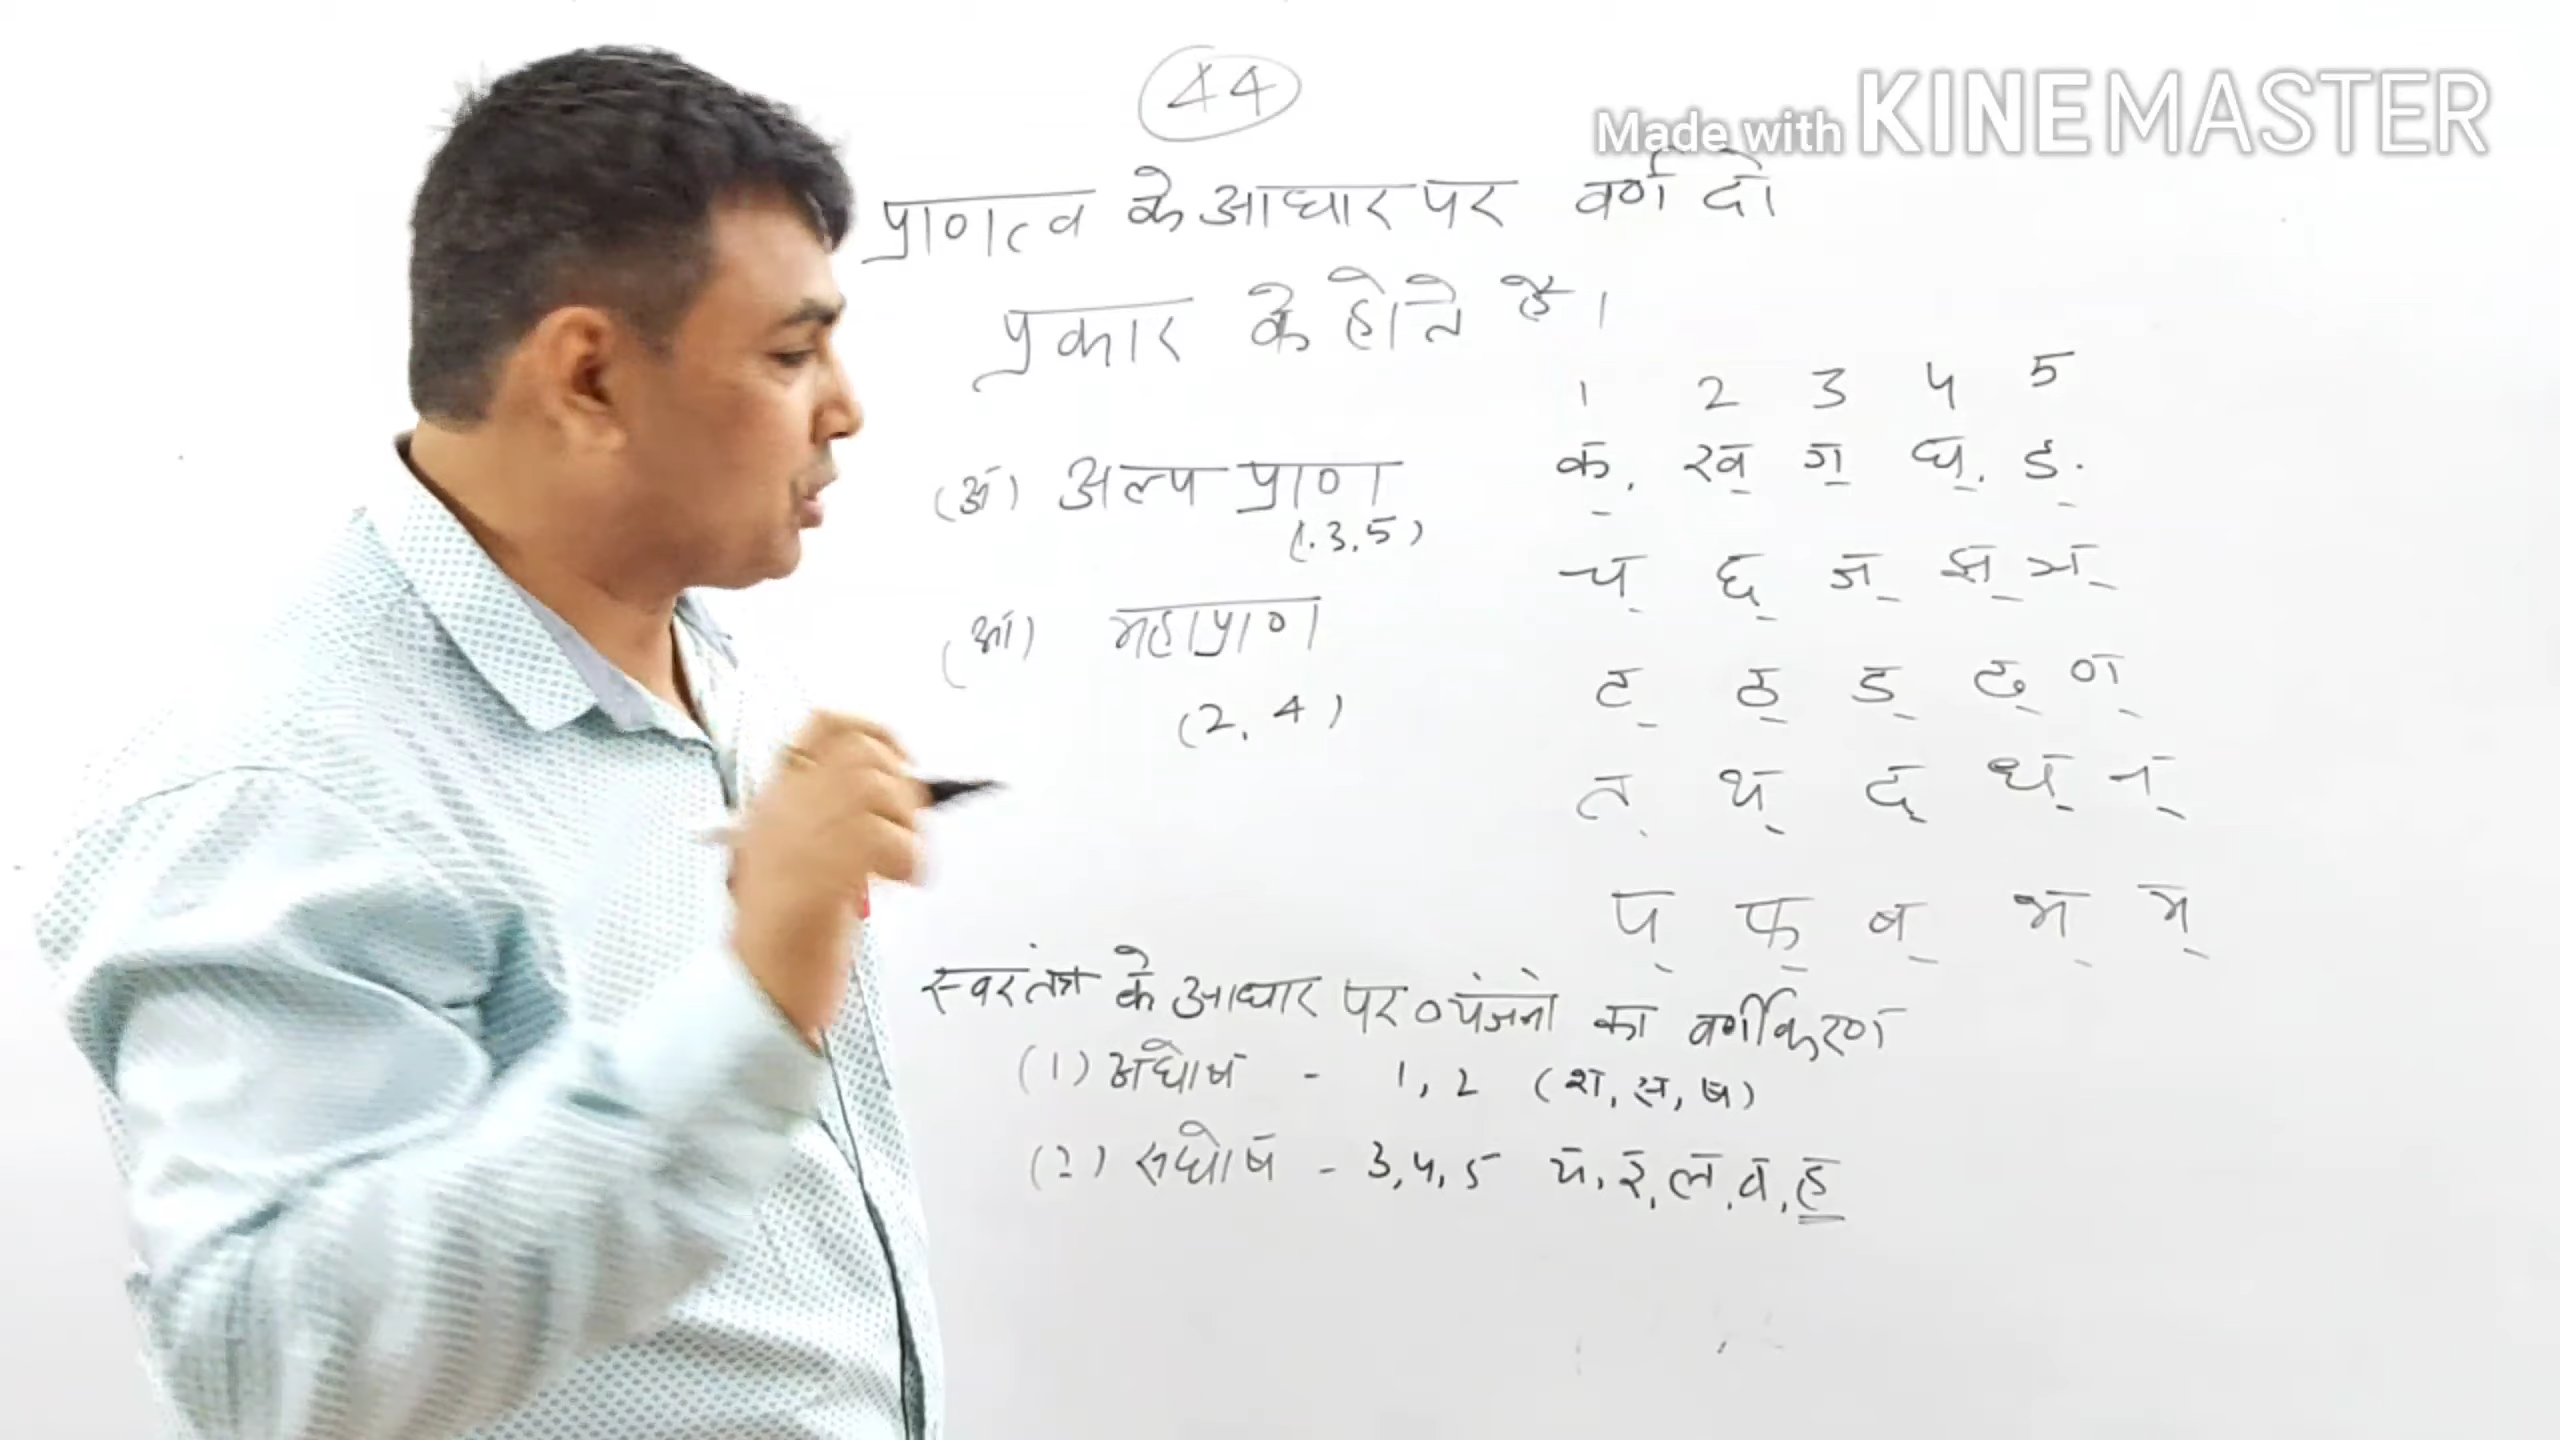 44
Made with KINEMASTER
प्राणत्व के आधार पर वर्ण दो
प्रकार के होते है।
1 2 3 4 5
(अ) अल्प प्राण
(1.3.5)
क्, ख् ग् घ्, ङ्.
च् छ् ज् झ् ञ्
(आ) महाप्राण
(2, 4)
ट् ठ् ड् ढ् ण्
त् थ् द् ध् न्
प् फ् ब् भ् म्
स्वरतंत्र के आधार पर व्यंजनो का वर्गीकरण
(1) अघोष - 1, 2 (श, स, ष)
(2) सघोष - 3,4,5 य, र, ल, व, ह